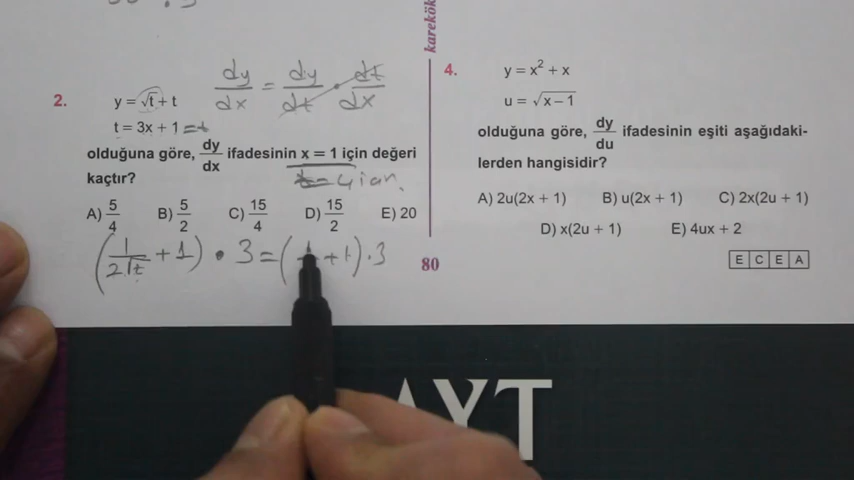 karekök
2.
y = √t + t
t = 3x + 1 = t
dy/dx = dy/dt · dt/dx
olduğuna göre, dy/dx ifadesinin x = 1 için değeri
kaçtır?
t = 4 için.
A) 5/4 B) 5/2 C) 15/4 D) 15/2 E) 20
(1/2√t + 1) · 3 = ( + 1) · 3
80
4.
y = x² + x
u = √x − 1
olduğuna göre, dy/du ifadesinin eşiti aşağıdaki-
lerden hangisidir?
A) 2u(2x + 1) B) u(2x + 1) C) 2x(2u + 1)
D) x(2u + 1) E) 4ux + 2
E C E A
AYT